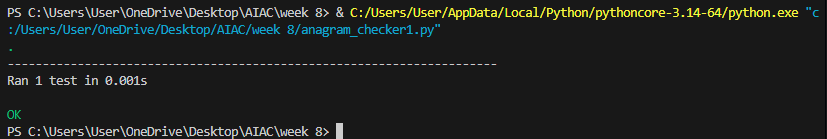 PS C:\Users\User\OneDrive\Desktop\AIAC\week 8> & C:/Users/User/AppData/Local/Python/pythoncore-3.14-64/python.exe "c
:/Users/User/OneDrive/Desktop/AIAC/week 8/anagram_checker1.py"
.
----------------------------------------------------------------------
Ran 1 test in 0.001s
OK
PS C:\Users\User\OneDrive\Desktop\AIAC\week 8>